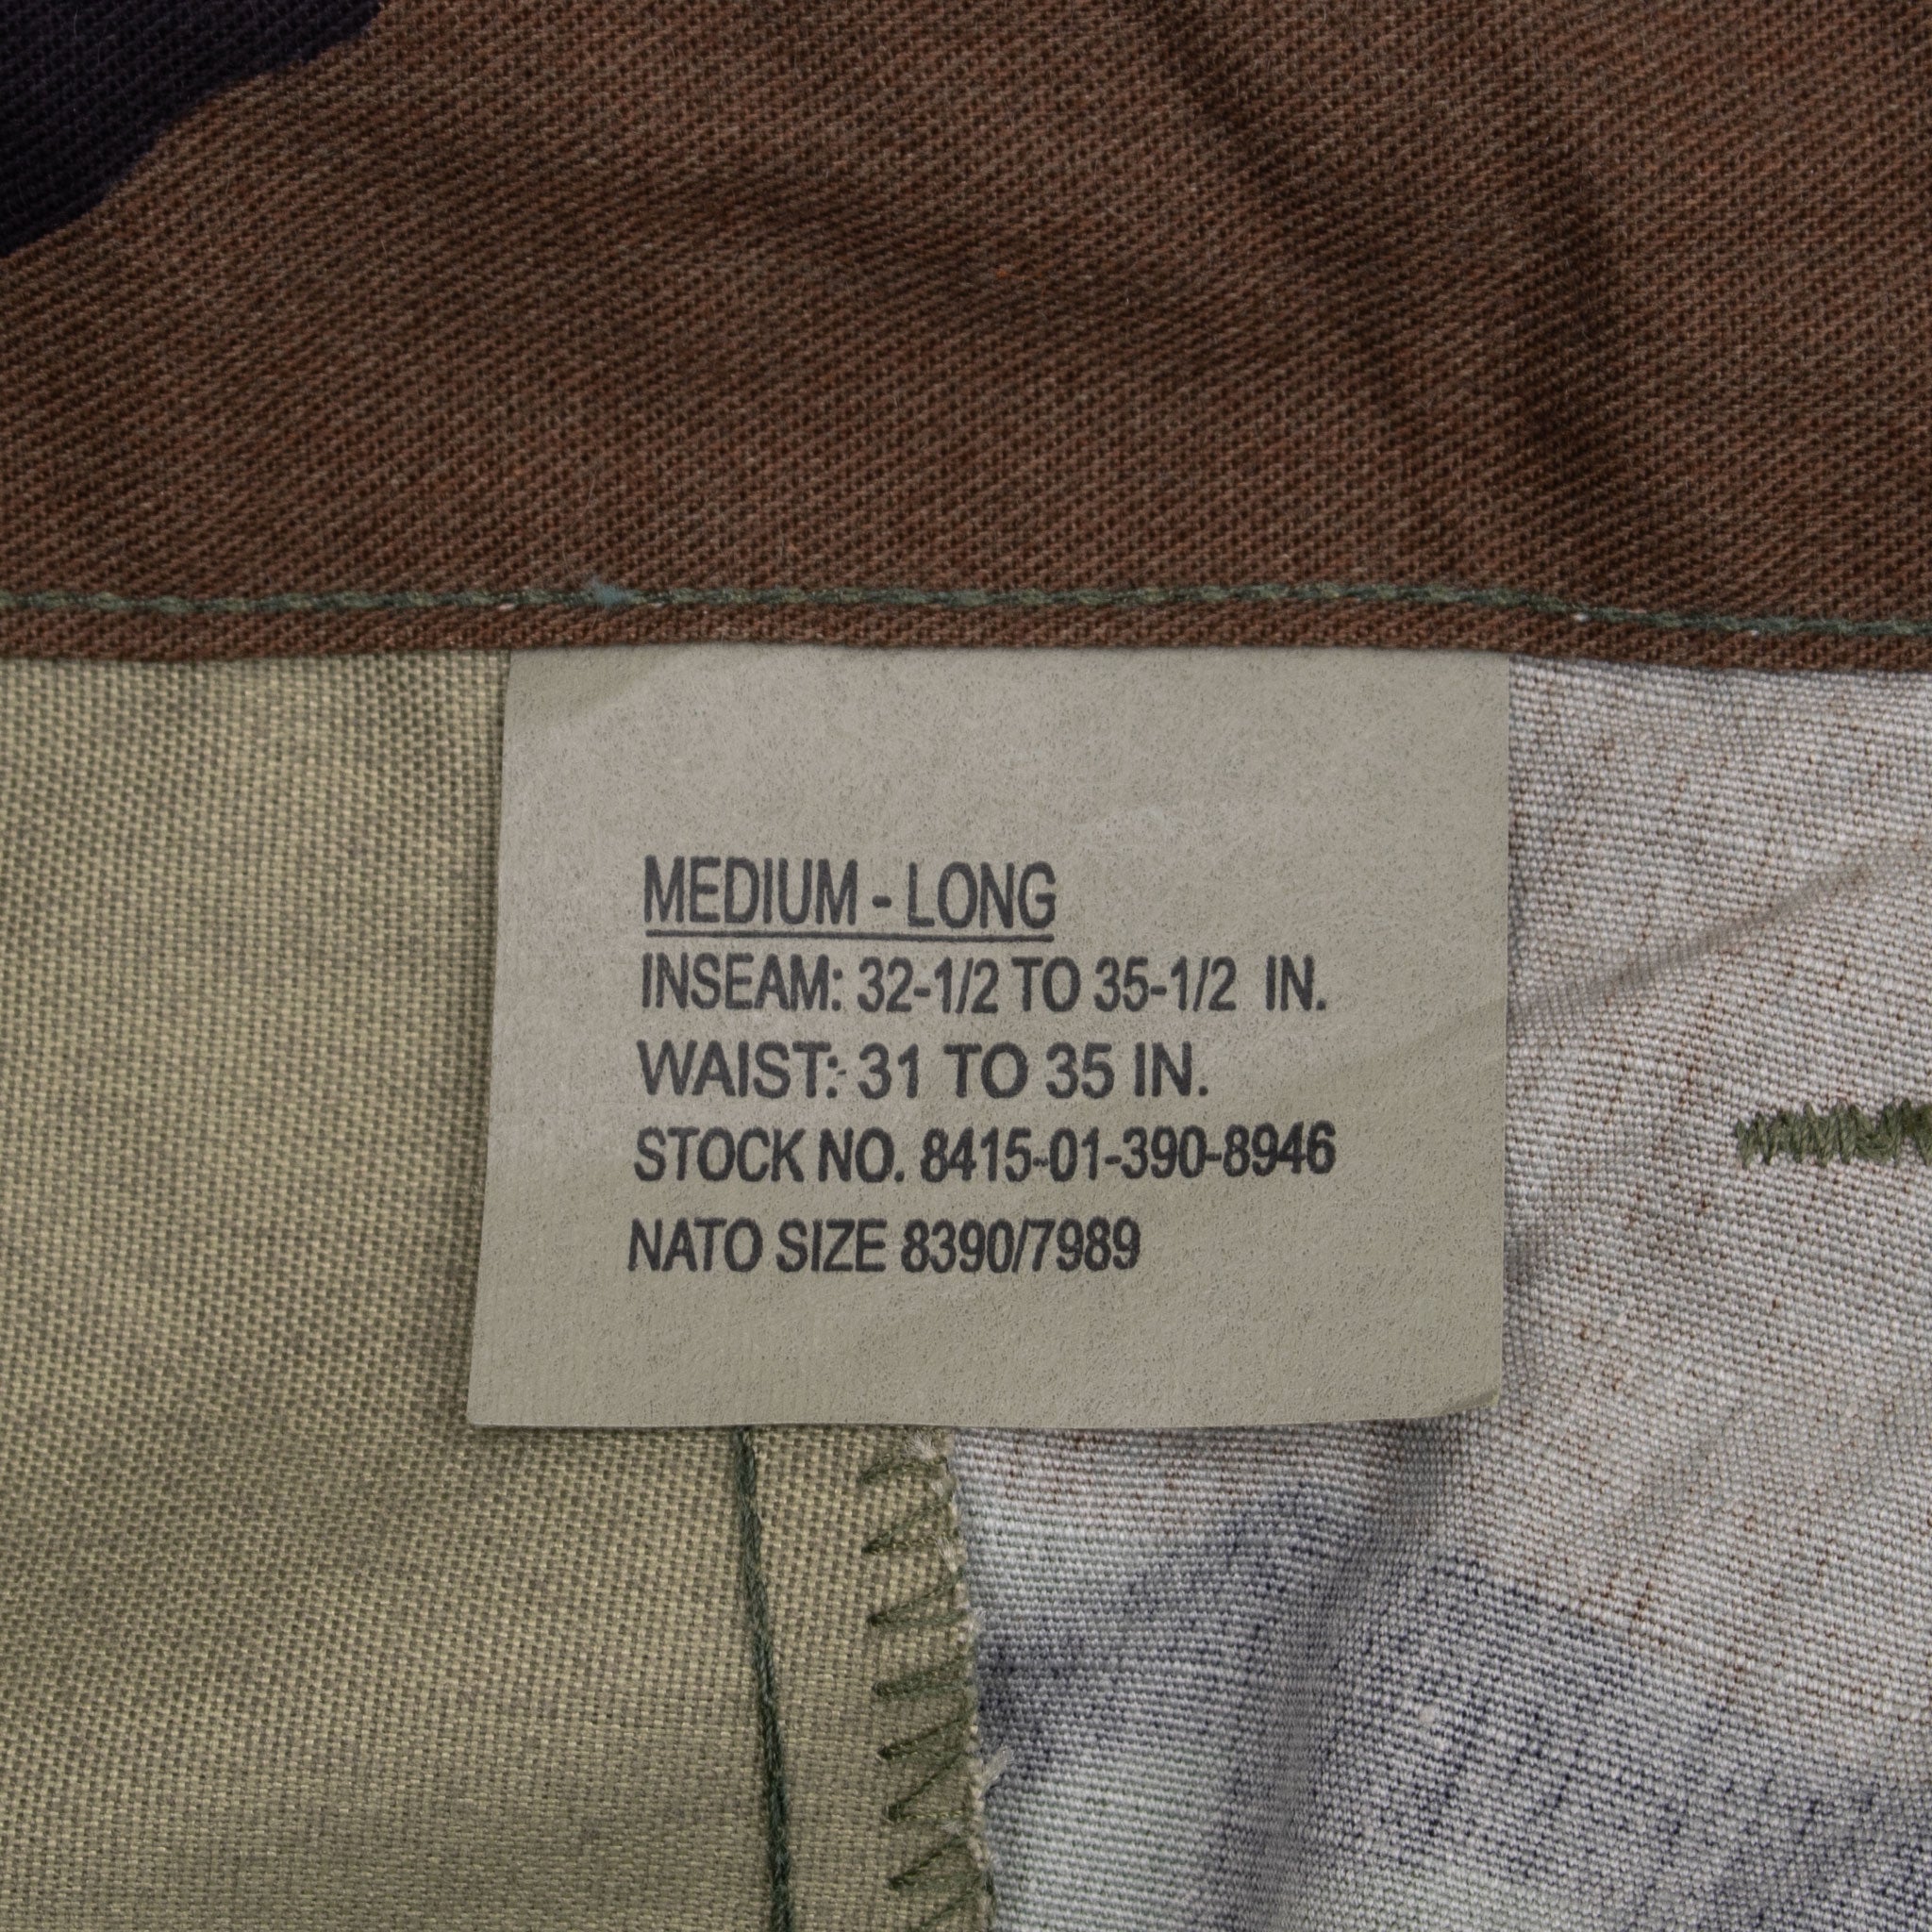 MEDIUM - LONG
INSEAM: 32-1/2 TO 35-1/2 IN.
WAIST: 31 TO 35 IN.
STOCK NO. 8415-01-390-8946
NATO SIZE 8390/7989